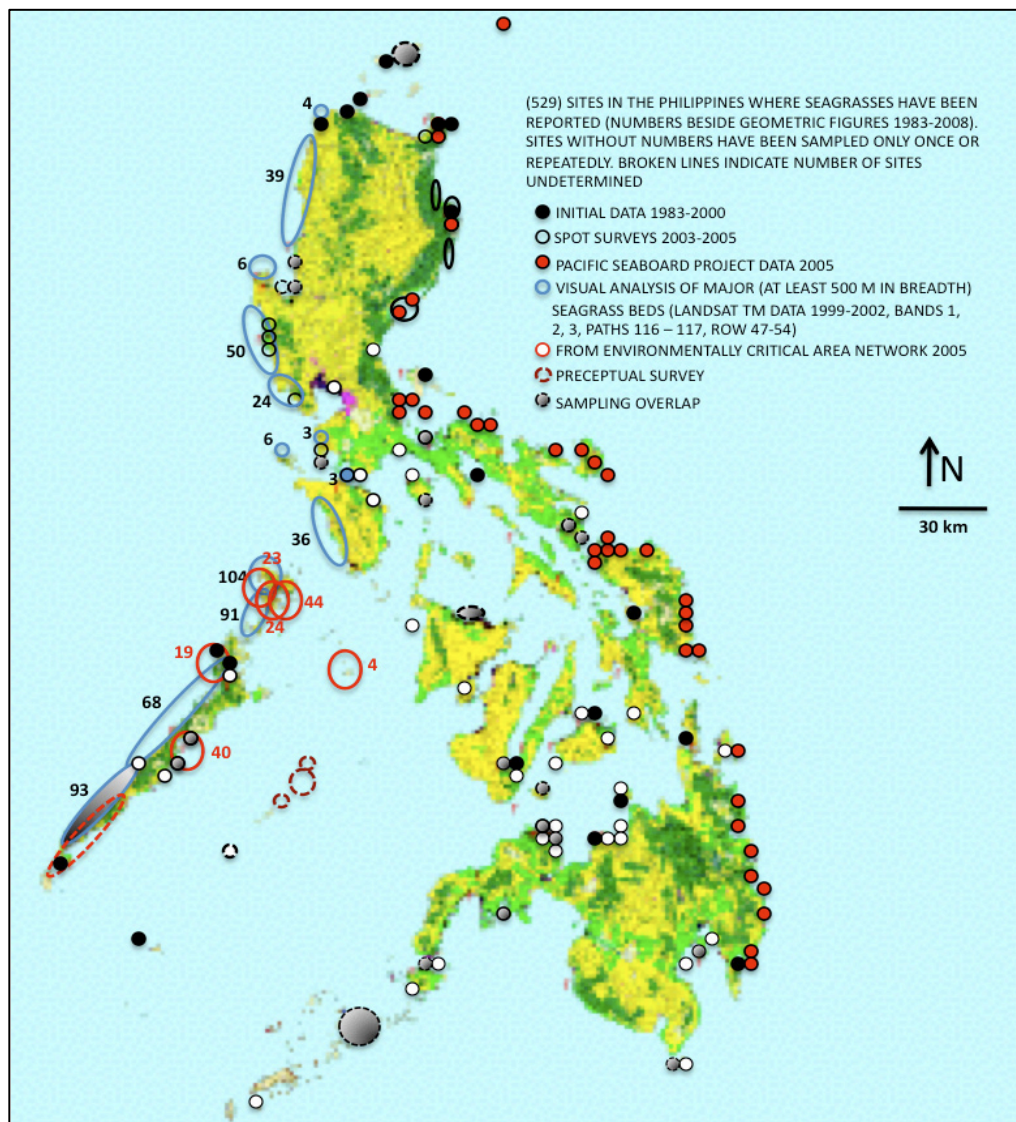 (529) SITES IN THE PHILIPPINES WHERE SEAGRASSES HAVE BEEN
REPORTED (NUMBERS BESIDE GEOMETRIC FIGURES 1983-2008).
SITES WITHOUT NUMBERS HAVE BEEN SAMPLED ONLY ONCE OR
REPEATEDLY. BROKEN LINES INDICATE NUMBER OF SITES
UNDETERMINED
INITIAL DATA 1983-2000
SPOT SURVEYS 2003-2005
PACIFIC SEABOARD PROJECT DATA 2005
VISUAL ANALYSIS OF MAJOR (AT LEAST 500 M IN BREADTH)
SEAGRASS BEDS (LANDSAT TM DATA 1999-2002, BANDS 1,
2, 3, PATHS 116 – 117, ROW 47-54)
FROM ENVIRONMENTALLY CRITICAL AREA NETWORK 2005
PRECEPTUAL SURVEY
SAMPLING OVERLAP
N
30 km
4
39
6
50
24
3
6
3
36
23
104
44
91
24
19
4
68
40
93